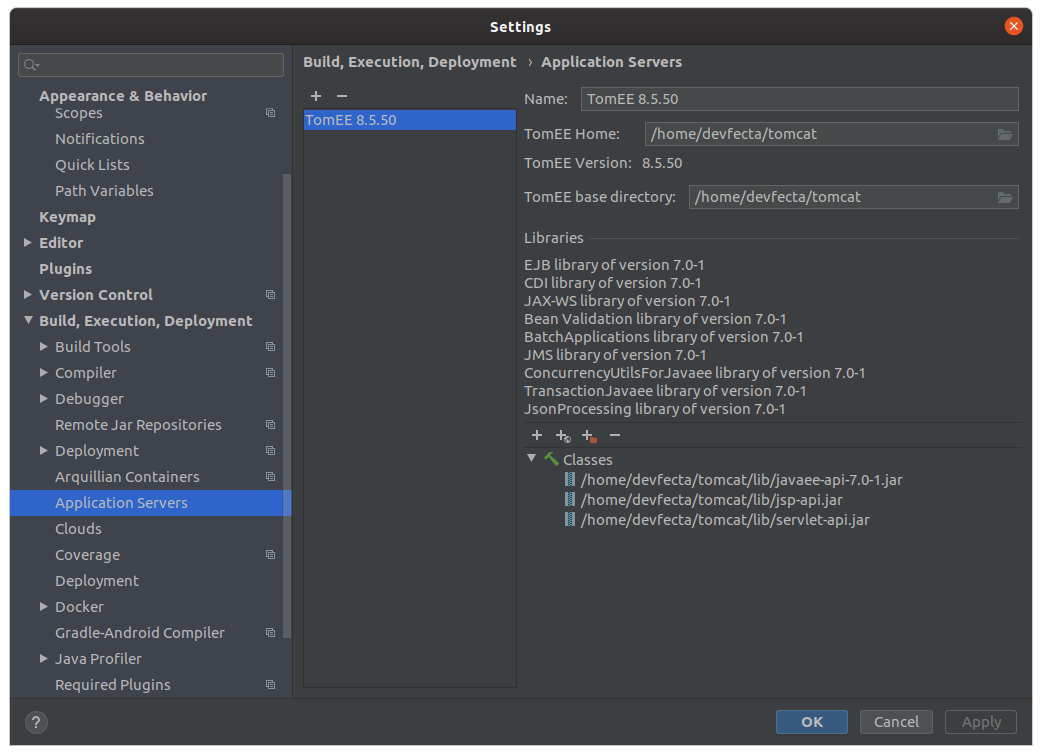 Settings
Appearance & Behavior
Scopes
Notifications
Quick Lists
Path Variables
Keymap
Editor
Plugins
Version Control
Build, Execution, Deployment
Build Tools
Compiler
Debugger
Remote Jar Repositories
Deployment
Arquillian Containers
Application Servers
Clouds
Coverage
Deployment
Docker
Gradle-Android Compiler
Java Profiler
Required Plugins
Build, Execution, Deployment › Application Servers
TomEE 8.5.50
Name: TomEE 8.5.50
TomEE Home: /home/devfecta/tomcat
TomEE Version: 8.5.50
TomEE base directory: /home/devfecta/tomcat
Libraries
EJB library of version 7.0-1
CDI library of version 7.0-1
JAX-WS library of version 7.0-1
Bean Validation library of version 7.0-1
BatchApplications library of version 7.0-1
JMS library of version 7.0-1
ConcurrencyUtilsForJavaee library of version 7.0-1
TransactionJavaee library of version 7.0-1
JsonProcessing library of version 7.0-1
Classes
/home/devfecta/tomcat/lib/javaee-api-7.0-1.jar
/home/devfecta/tomcat/lib/jsp-api.jar
/home/devfecta/tomcat/lib/servlet-api.jar
?
OK Cancel Apply